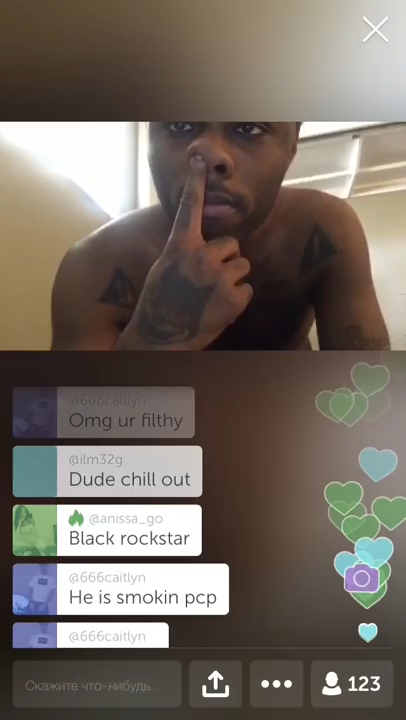 @666caitlyn
Omg ur filthy
@ilm32g
Dude chill out
@anissa_go
Black rockstar
@666caitlyn
He is smokin pcp
@666caitlyn
Скажите что-нибудь...
123